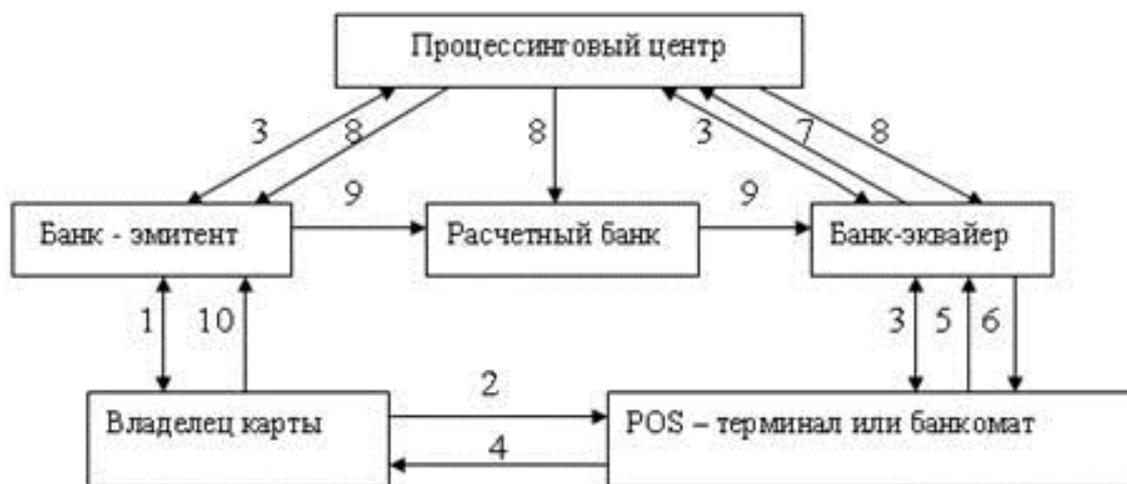 Процессинговый центр
3 8 8 3 7 8
9 9
Банк - эмитент Расчетный банк Банк-эквайер
1 10 3 5 6
2
Владелец карты POS – терминал или банкомат
4